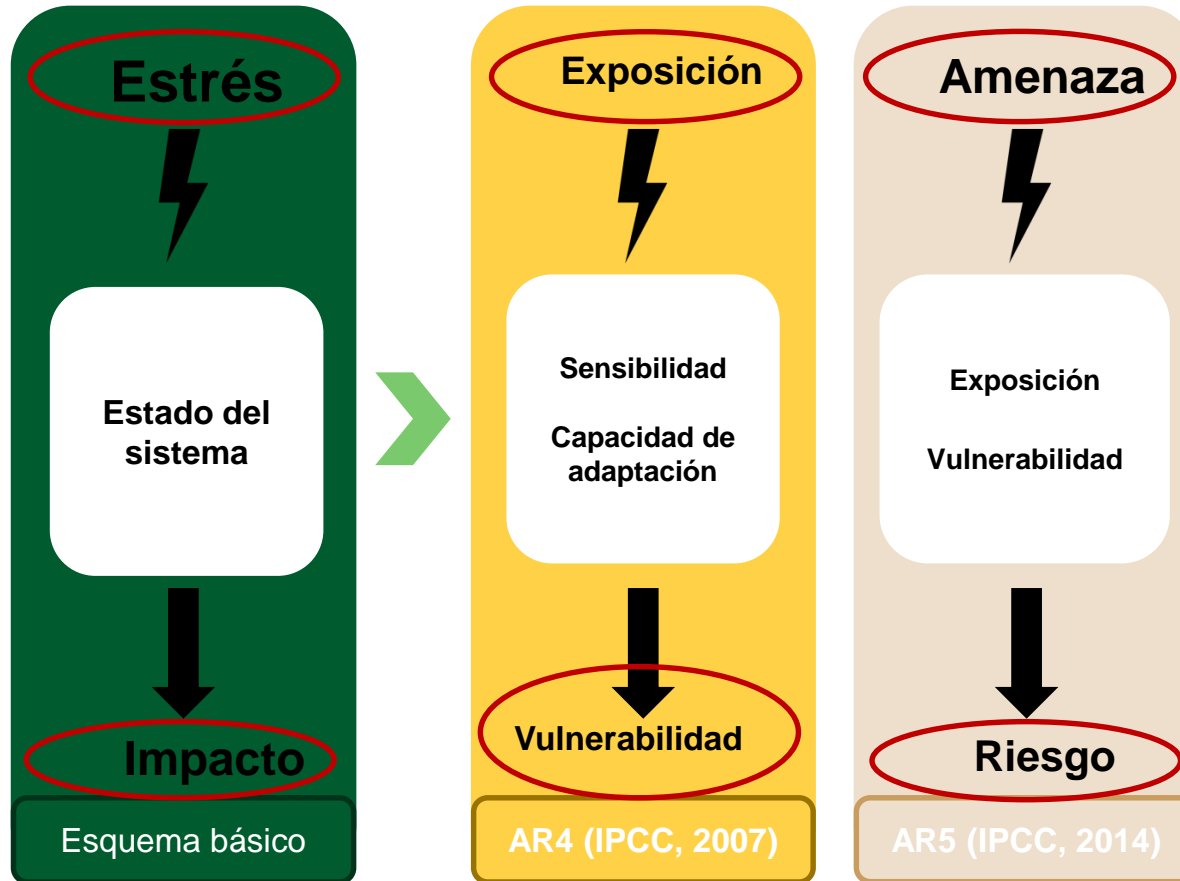 Estrés
Estado del
sistema
Impacto
Esquema básico
Exposición
Sensibilidad
Capacidad de
adaptación
Vulnerabilidad
AR4 (IPCC, 2007)
Amenaza
Exposición
Vulnerabilidad
Riesgo
AR5 (IPCC, 2014)